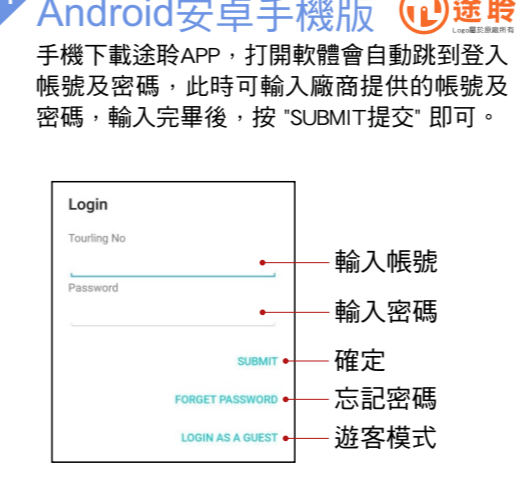 Android安卓手機版
途聆
Logo屬於原廠所有
手機下載途聆APP，打開軟體會自動跳到登入
帳號及密碼，此時可輸入廠商提供的帳號及
密碼，輸入完畢後，按 "SUBMIT提交" 即可。
Login
Tourling No
輸入帳號
Password
輸入密碼
SUBMIT 確定
FORGET PASSWORD 忘記密碼
LOGIN AS A GUEST 遊客模式